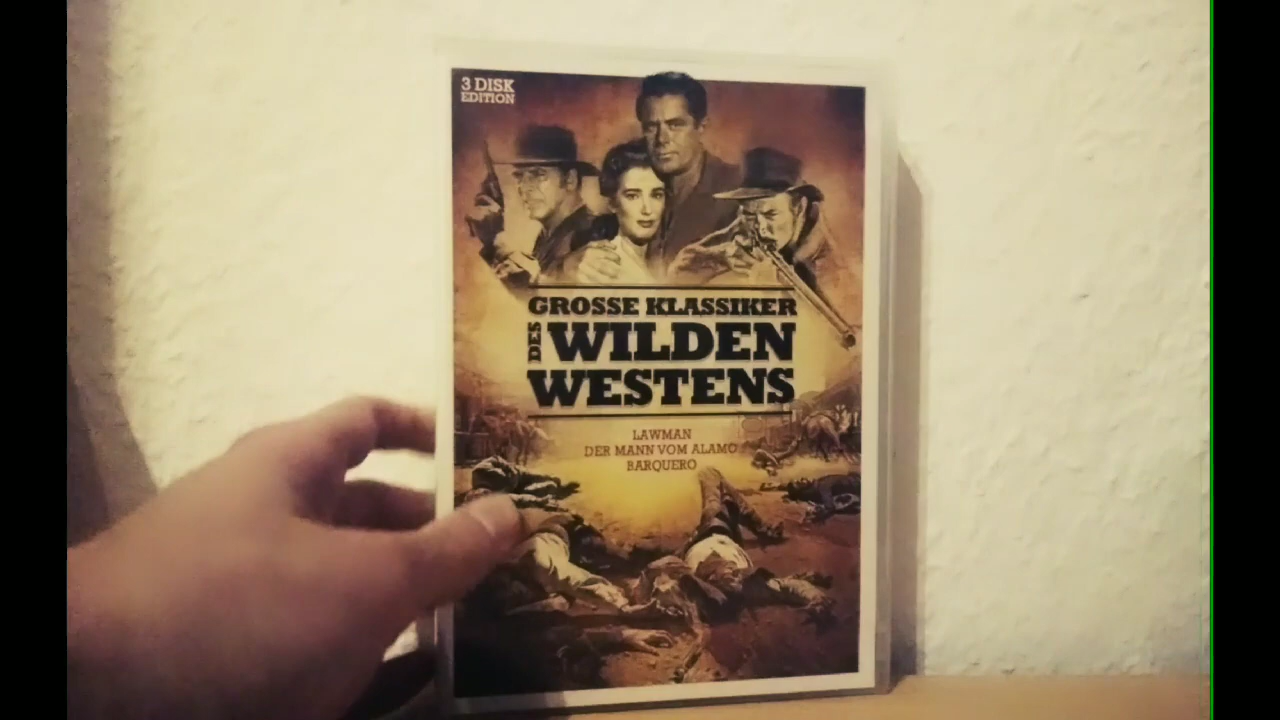 3 DISK
EDITION
GROSSE KLASSIKER
DES WILDEN
WESTENS
LAWMAN
DER MANN VOM ALAMO
BARQUERO